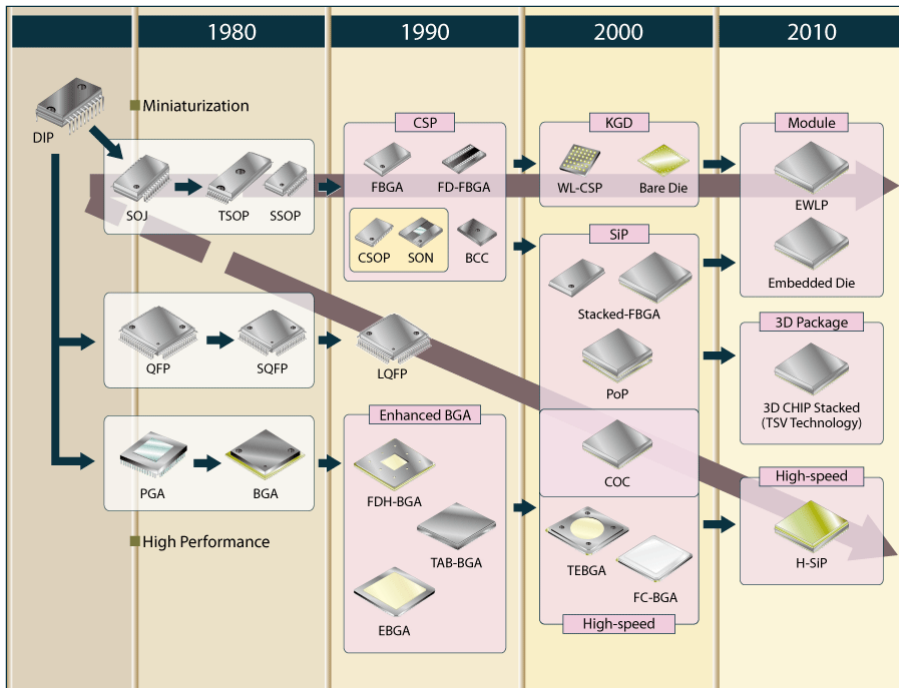 1980
1990
2000
2010
DIP
Miniaturization
SOJ
TSOP
SSOP
CSP
FBGA
FD-FBGA
CSOP
SON
BCC
KGD
WL-CSP
Bare Die
Module
EWLP
Embedded Die
SiP
Stacked-FBGA
PoP
COC
QFP
SQFP
LQFP
3D Package
3D CHIP Stacked
(TSV Technology)
PGA
BGA
High Performance
Enhanced BGA
FDH-BGA
TAB-BGA
EBGA
TEBGA
FC-BGA
High-speed
High-speed
H-SiP